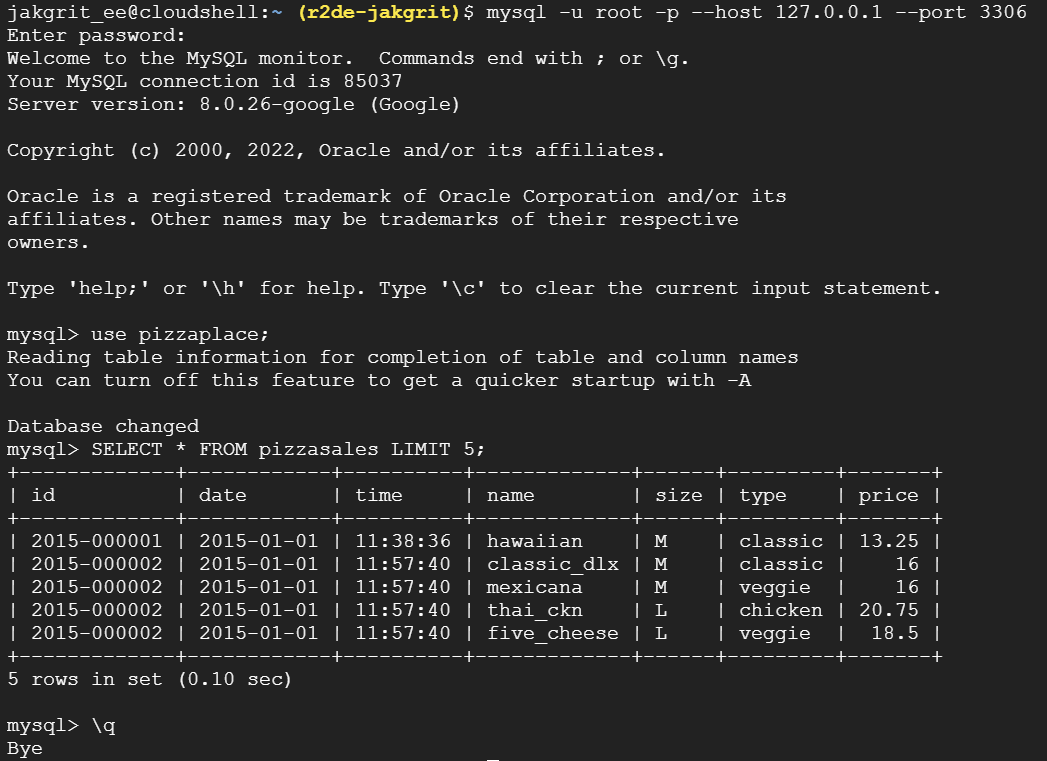 jakgrit_ee@cloudshell:~ (r2de-jakgrit)$ mysql -u root -p --host 127.0.0.1 --port 3306
Enter password:
Welcome to the MySQL monitor.  Commands end with ; or \g.
Your MySQL connection id is 85037
Server version: 8.0.26-google (Google)

Copyright (c) 2000, 2022, Oracle and/or its affiliates.

Oracle is a registered trademark of Oracle Corporation and/or its
affiliates. Other names may be trademarks of their respective
owners.

Type 'help;' or '\h' for help. Type '\c' to clear the current input statement.

mysql> use pizzaplace;
Reading table information for completion of table and column names
You can turn off this feature to get a quicker startup with -A

Database changed
mysql> SELECT * FROM pizzasales LIMIT 5;
+-------------+------------+----------+-------------+------+---------+-------+
| id          | date       | time     | name        | size | type    | price |
+-------------+------------+----------+-------------+------+---------+-------+
| 2015-000001 | 2015-01-01 | 11:38:36 | hawaiian    | M    | classic | 13.25 |
| 2015-000002 | 2015-01-01 | 11:57:40 | classic_dlx | M    | classic |    16 |
| 2015-000002 | 2015-01-01 | 11:57:40 | mexicana    | M    | veggie  |    16 |
| 2015-000002 | 2015-01-01 | 11:57:40 | thai_ckn    | L    | chicken | 20.75 |
| 2015-000002 | 2015-01-01 | 11:57:40 | five_cheese | L    | veggie  |  18.5 |
+-------------+------------+----------+-------------+------+---------+-------+
5 rows in set (0.10 sec)

mysql> \q
Bye